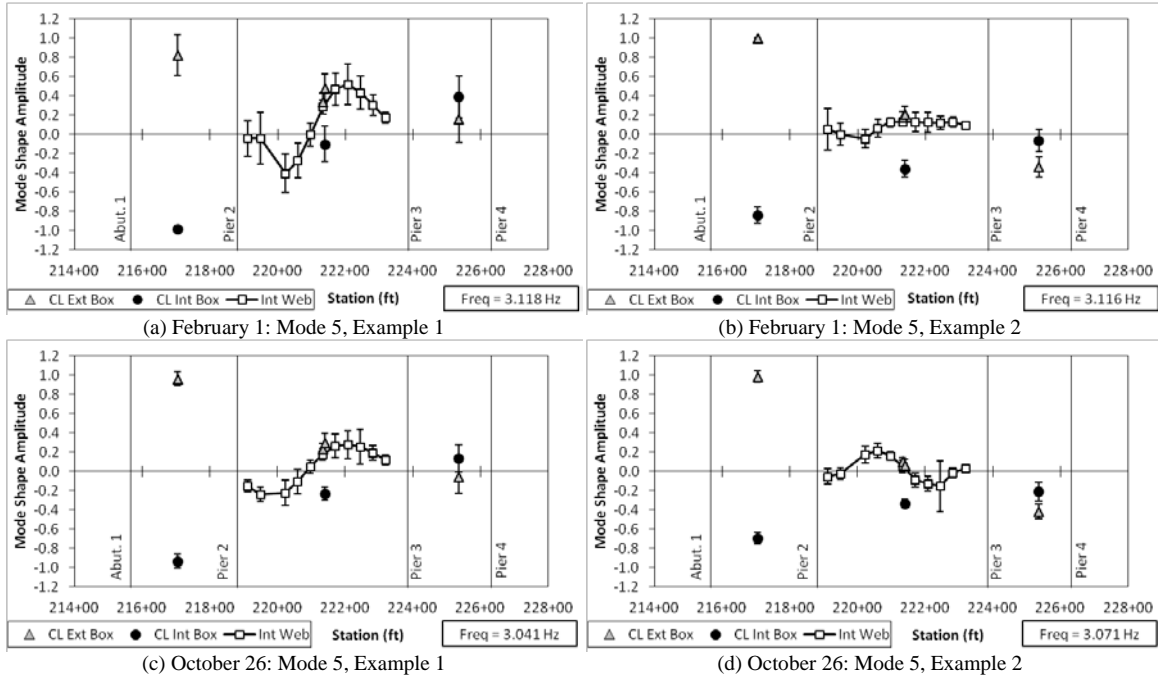 Mode Shape Amplitude
1.2
1.0
0.8
0.6
0.4
0.2
0.0
-0.2
-0.4
-0.6
-0.8
-1.0
-1.2
Abut. 1
Pier 2
Pier 3
Pier 4
214+00 216+00 218+00 220+00 222+00 224+00 226+00 228+00
CL Ext Box CL Int Box Int Web Station (ft) Freq = 3.118 Hz
(a) February 1: Mode 5, Example 1
Mode Shape Amplitude
1.2
1.0
0.8
0.6
0.4
0.2
0.0
-0.2
-0.4
-0.6
-0.8
-1.0
-1.2
Abut. 1
Pier 2
Pier 3
Pier 4
214+00 216+00 218+00 220+00 222+00 224+00 226+00 228+00
CL Ext Box CL Int Box Int Web Station (ft) Freq = 3.116 Hz
(b) February 1: Mode 5, Example 2
Mode Shape Amplitude
1.2
1.0
0.8
0.6
0.4
0.2
0.0
-0.2
-0.4
-0.6
-0.8
-1.0
-1.2
Abut. 1
Pier 2
Pier 3
Pier 4
214+00 216+00 218+00 220+00 222+00 224+00 226+00 228+00
CL Ext Box CL Int Box Int Web Station (ft) Freq = 3.041 Hz
(c) October 26: Mode 5, Example 1
Mode Shape Amplitude
1.2
1.0
0.8
0.6
0.4
0.2
0.0
-0.2
-0.4
-0.6
-0.8
-1.0
-1.2
Abut. 1
Pier 2
Pier 3
Pier 4
214+00 216+00 218+00 220+00 222+00 224+00 226+00 228+00
CL Ext Box CL Int Box Int Web Station (ft) Freq = 3.071 Hz
(d) October 26: Mode 5, Example 2